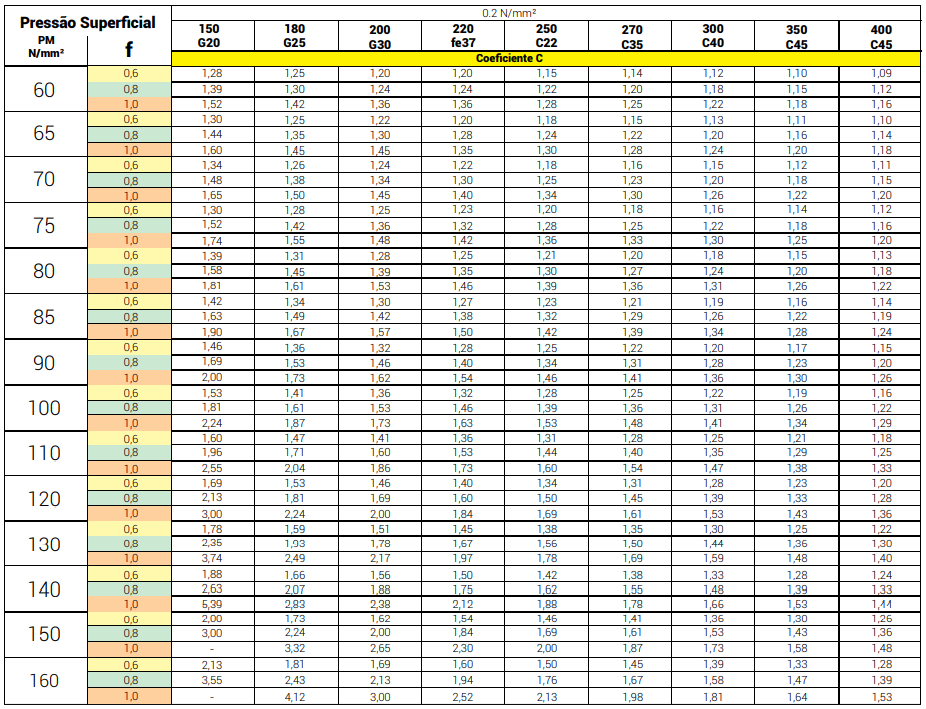 0.2 N/mm²
Pressão Superficial
PM N/mm² f 150 G20 180 G25 200 G30 220 fe37 250 C22 270 C35 300 C40 350 C45 400 C45
Coeficiente C
60 0,6 1,28 1,25 1,20 1,20 1,15 1,14 1,12 1,10 1,09
0,8 1,39 1,30 1,24 1,24 1,22 1,20 1,18 1,15 1,12
1,0 1,52 1,42 1,36 1,36 1,28 1,25 1,22 1,18 1,16
65 0,6 1,30 1,25 1,22 1,20 1,18 1,15 1,13 1,11 1,10
0,8 1,44 1,35 1,30 1,28 1,24 1,22 1,20 1,16 1,14
1,0 1,60 1,45 1,45 1,35 1,30 1,28 1,24 1,20 1,18
70 0,6 1,34 1,26 1,24 1,22 1,18 1,16 1,15 1,12 1,11
0,8 1,48 1,38 1,34 1,30 1,25 1,23 1,20 1,18 1,15
1,0 1,65 1,50 1,45 1,40 1,34 1,30 1,26 1,22 1,20
75 0,6 1,30 1,28 1,25 1,23 1,20 1,18 1,16 1,14 1,12
0,8 1,52 1,42 1,36 1,32 1,28 1,25 1,22 1,18 1,16
1,0 1,74 1,55 1,48 1,42 1,36 1,33 1,30 1,25 1,20
80 0,6 1,39 1,31 1,28 1,25 1,21 1,20 1,18 1,15 1,13
0,8 1,58 1,45 1,39 1,35 1,30 1,27 1,24 1,20 1,18
1,0 1,81 1,61 1,53 1,46 1,39 1,36 1,31 1,26 1,22
85 0,6 1,42 1,34 1,30 1,27 1,23 1,21 1,19 1,16 1,14
0,8 1,63 1,49 1,42 1,38 1,32 1,29 1,26 1,22 1,19
1,0 1,90 1,67 1,57 1,50 1,42 1,39 1,34 1,28 1,24
90 0,6 1,46 1,36 1,32 1,28 1,25 1,22 1,20 1,17 1,15
0,8 1,69 1,53 1,46 1,40 1,34 1,31 1,28 1,23 1,20
1,0 2,00 1,73 1,62 1,54 1,46 1,41 1,36 1,30 1,26
100 0,6 1,53 1,41 1,36 1,32 1,28 1,25 1,22 1,19 1,16
0,8 1,81 1,61 1,53 1,46 1,39 1,36 1,31 1,26 1,22
1,0 2,24 1,87 1,73 1,63 1,53 1,48 1,41 1,34 1,29
110 0,6 1,60 1,47 1,41 1,36 1,31 1,28 1,25 1,21 1,18
0,8 1,96 1,71 1,60 1,53 1,44 1,40 1,35 1,29 1,25
1,0 2,55 2,04 1,86 1,73 1,60 1,54 1,47 1,38 1,33
120 0,6 1,69 1,53 1,46 1,40 1,34 1,31 1,28 1,23 1,20
0,8 2,13 1,81 1,69 1,60 1,50 1,45 1,39 1,33 1,28
1,0 3,00 2,24 2,00 1,84 1,69 1,61 1,53 1,43 1,36
130 0,6 1,78 1,59 1,51 1,45 1,38 1,35 1,30 1,25 1,22
0,8 2,35 1,93 1,78 1,67 1,56 1,50 1,44 1,36 1,30
1,0 3,74 2,49 2,17 1,97 1,78 1,69 1,59 1,48 1,40
140 0,6 1,88 1,66 1,56 1,50 1,42 1,38 1,33 1,28 1,24
0,8 2,63 2,07 1,88 1,75 1,62 1,55 1,48 1,39 1,33
1,0 5,39 2,83 2,38 2,12 1,88 1,78 1,66 1,53 1,44
150 0,6 2,00 1,73 1,62 1,54 1,46 1,41 1,36 1,30 1,26
0,8 3,00 2,24 2,00 1,84 1,69 1,61 1,53 1,43 1,36
1,0 - 3,32 2,65 2,30 2,00 1,87 1,73 1,58 1,48
160 0,6 2,13 1,81 1,69 1,60 1,50 1,45 1,39 1,33 1,28
0,8 3,55 2,43 2,13 1,94 1,76 1,67 1,58 1,47 1,39
1,0 - 4,12 3,00 2,52 2,13 1,98 1,81 1,64 1,53